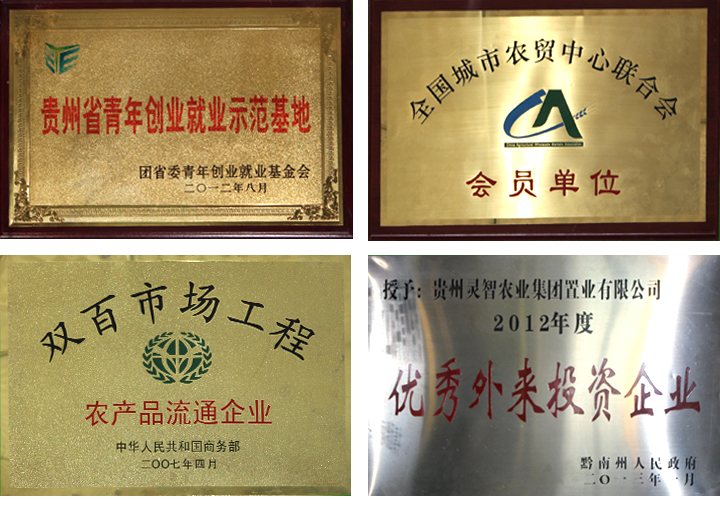 贵州省青年创业就业示范基地
团省委青年创业就业基金会
二〇一二年八月
全国城市农贸中心联合会
会员单位
双百市场工程
农产品流通企业
中华人民共和国商务部
二〇〇七年四月
授予：贵州灵智农业集团置业有限公司
2012年度
优秀外来投资企业
黔南州人民政府
二〇一三年一月